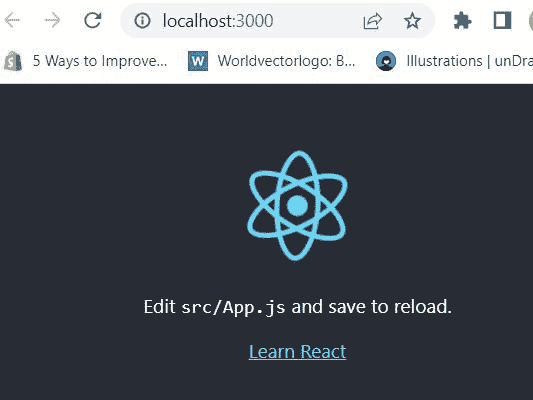 localhost:3000
5 Ways to Improve... Worldvectorlogo: B... Illustrations | unDra
Edit src/App.js and save to reload.
Learn React